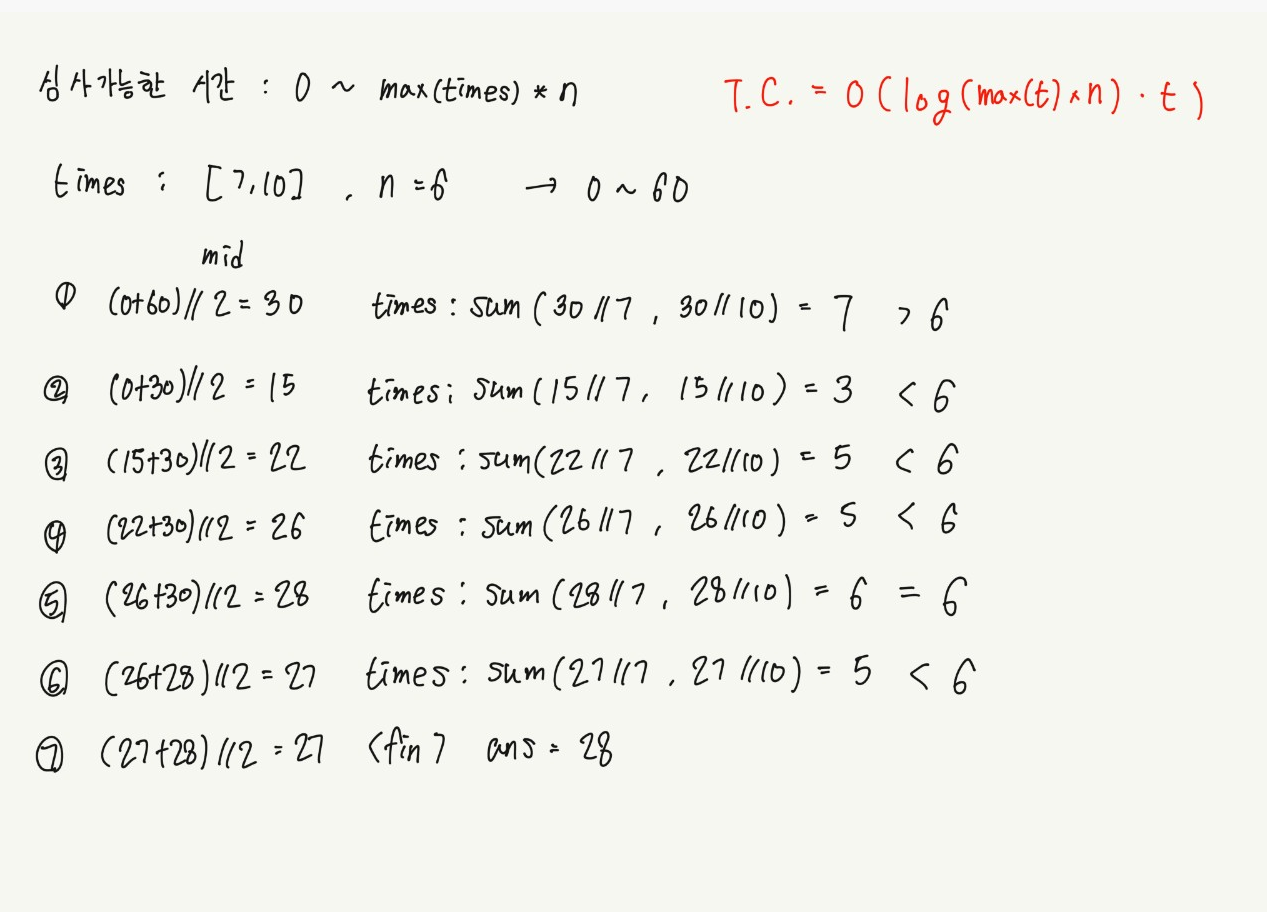 심사가능한 시간 : 0 ~ max(times) * n
T.C. = O(log(max(t)×n) · t)
times : [7,10] , n = 6 → 0 ~ 60
mid
① (0+60)//2 = 30 times : sum(30//7, 30//10) = 7 > 6
② (0+30)//2 = 15 times : sum(15//7, 15//10) = 3 < 6
③ (15+30)//2 = 22 times : sum(22//7, 22//10) = 5 < 6
④ (22+30)//2 = 26 times : sum(26//7, 26//10) = 5 < 6
⑤ (26+30)//2 = 28 times : sum(28//7, 28//10) = 6 = 6
⑥ (26+28)//2 = 27 times : sum(27//7, 27//10) = 5 < 6
⑦ (27+28)//2 = 27 <fin> ans = 28